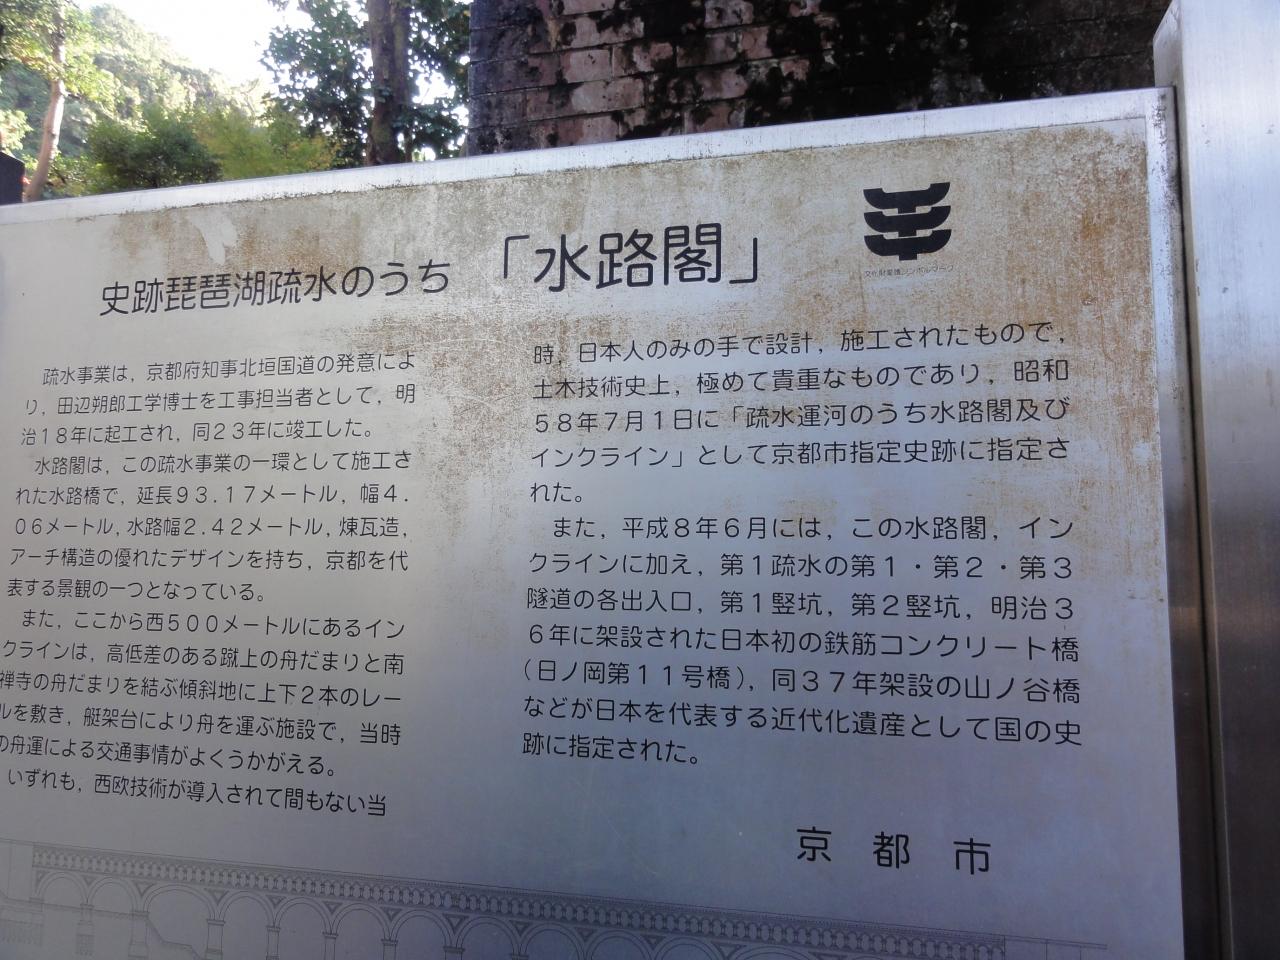 史跡琵琶湖疏水のうち 「水路閣」
文化財愛護シンボルマーク
疏水事業は，京都府知事北垣国道の発意によ
り，田辺朔郎工学博士を工事担当者として，明
治１８年に起工され，同２３年に竣工した。
水路閣は，この疏水事業の一環として施工さ
れた水路橋で，延長９３．１７メートル，幅４．
０６メートル，水路幅２．４２メートル，煉瓦造，
アーチ構造の優れたデザインを持ち，京都を代
表する景観の一つとなっている。
また，ここから西５００メートルにあるイン
クラインは，高低差のある蹴上の舟だまりと南
禅寺の舟だまりを結ぶ傾斜地に上下２本のレー
ルを敷き，艇架台により舟を運ぶ施設で，当時
の舟運による交通事情がよくうかがえる。
いずれも，西欧技術が導入されて間もない当
時，日本人のみの手で設計，施工されたもので，
土木技術史上，極めて貴重なものであり，昭和
５８年７月１日に「疏水運河のうち水路閣及び
インクライン」として京都市指定史跡に指定さ
れた。
また，平成８年６月には，この水路閣，イン
クラインに加え，第１疏水の第１・第２・第３
隧道の各出入口，第１竪坑，第２竪坑，明治３
６年に架設された日本初の鉄筋コンクリート橋
（日ノ岡第１１号橋），同３７年架設の山ノ谷橋
などが日本を代表する近代化遺産として国の史
跡に指定された。
京都市